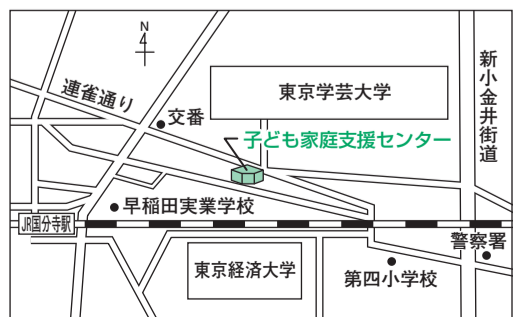 N
4
連雀通り
交番
東京学芸大学
新小金井街道
子ども家庭支援センター
早稲田実業学校
JR国分寺駅
東京経済大学
第四小学校
警察署